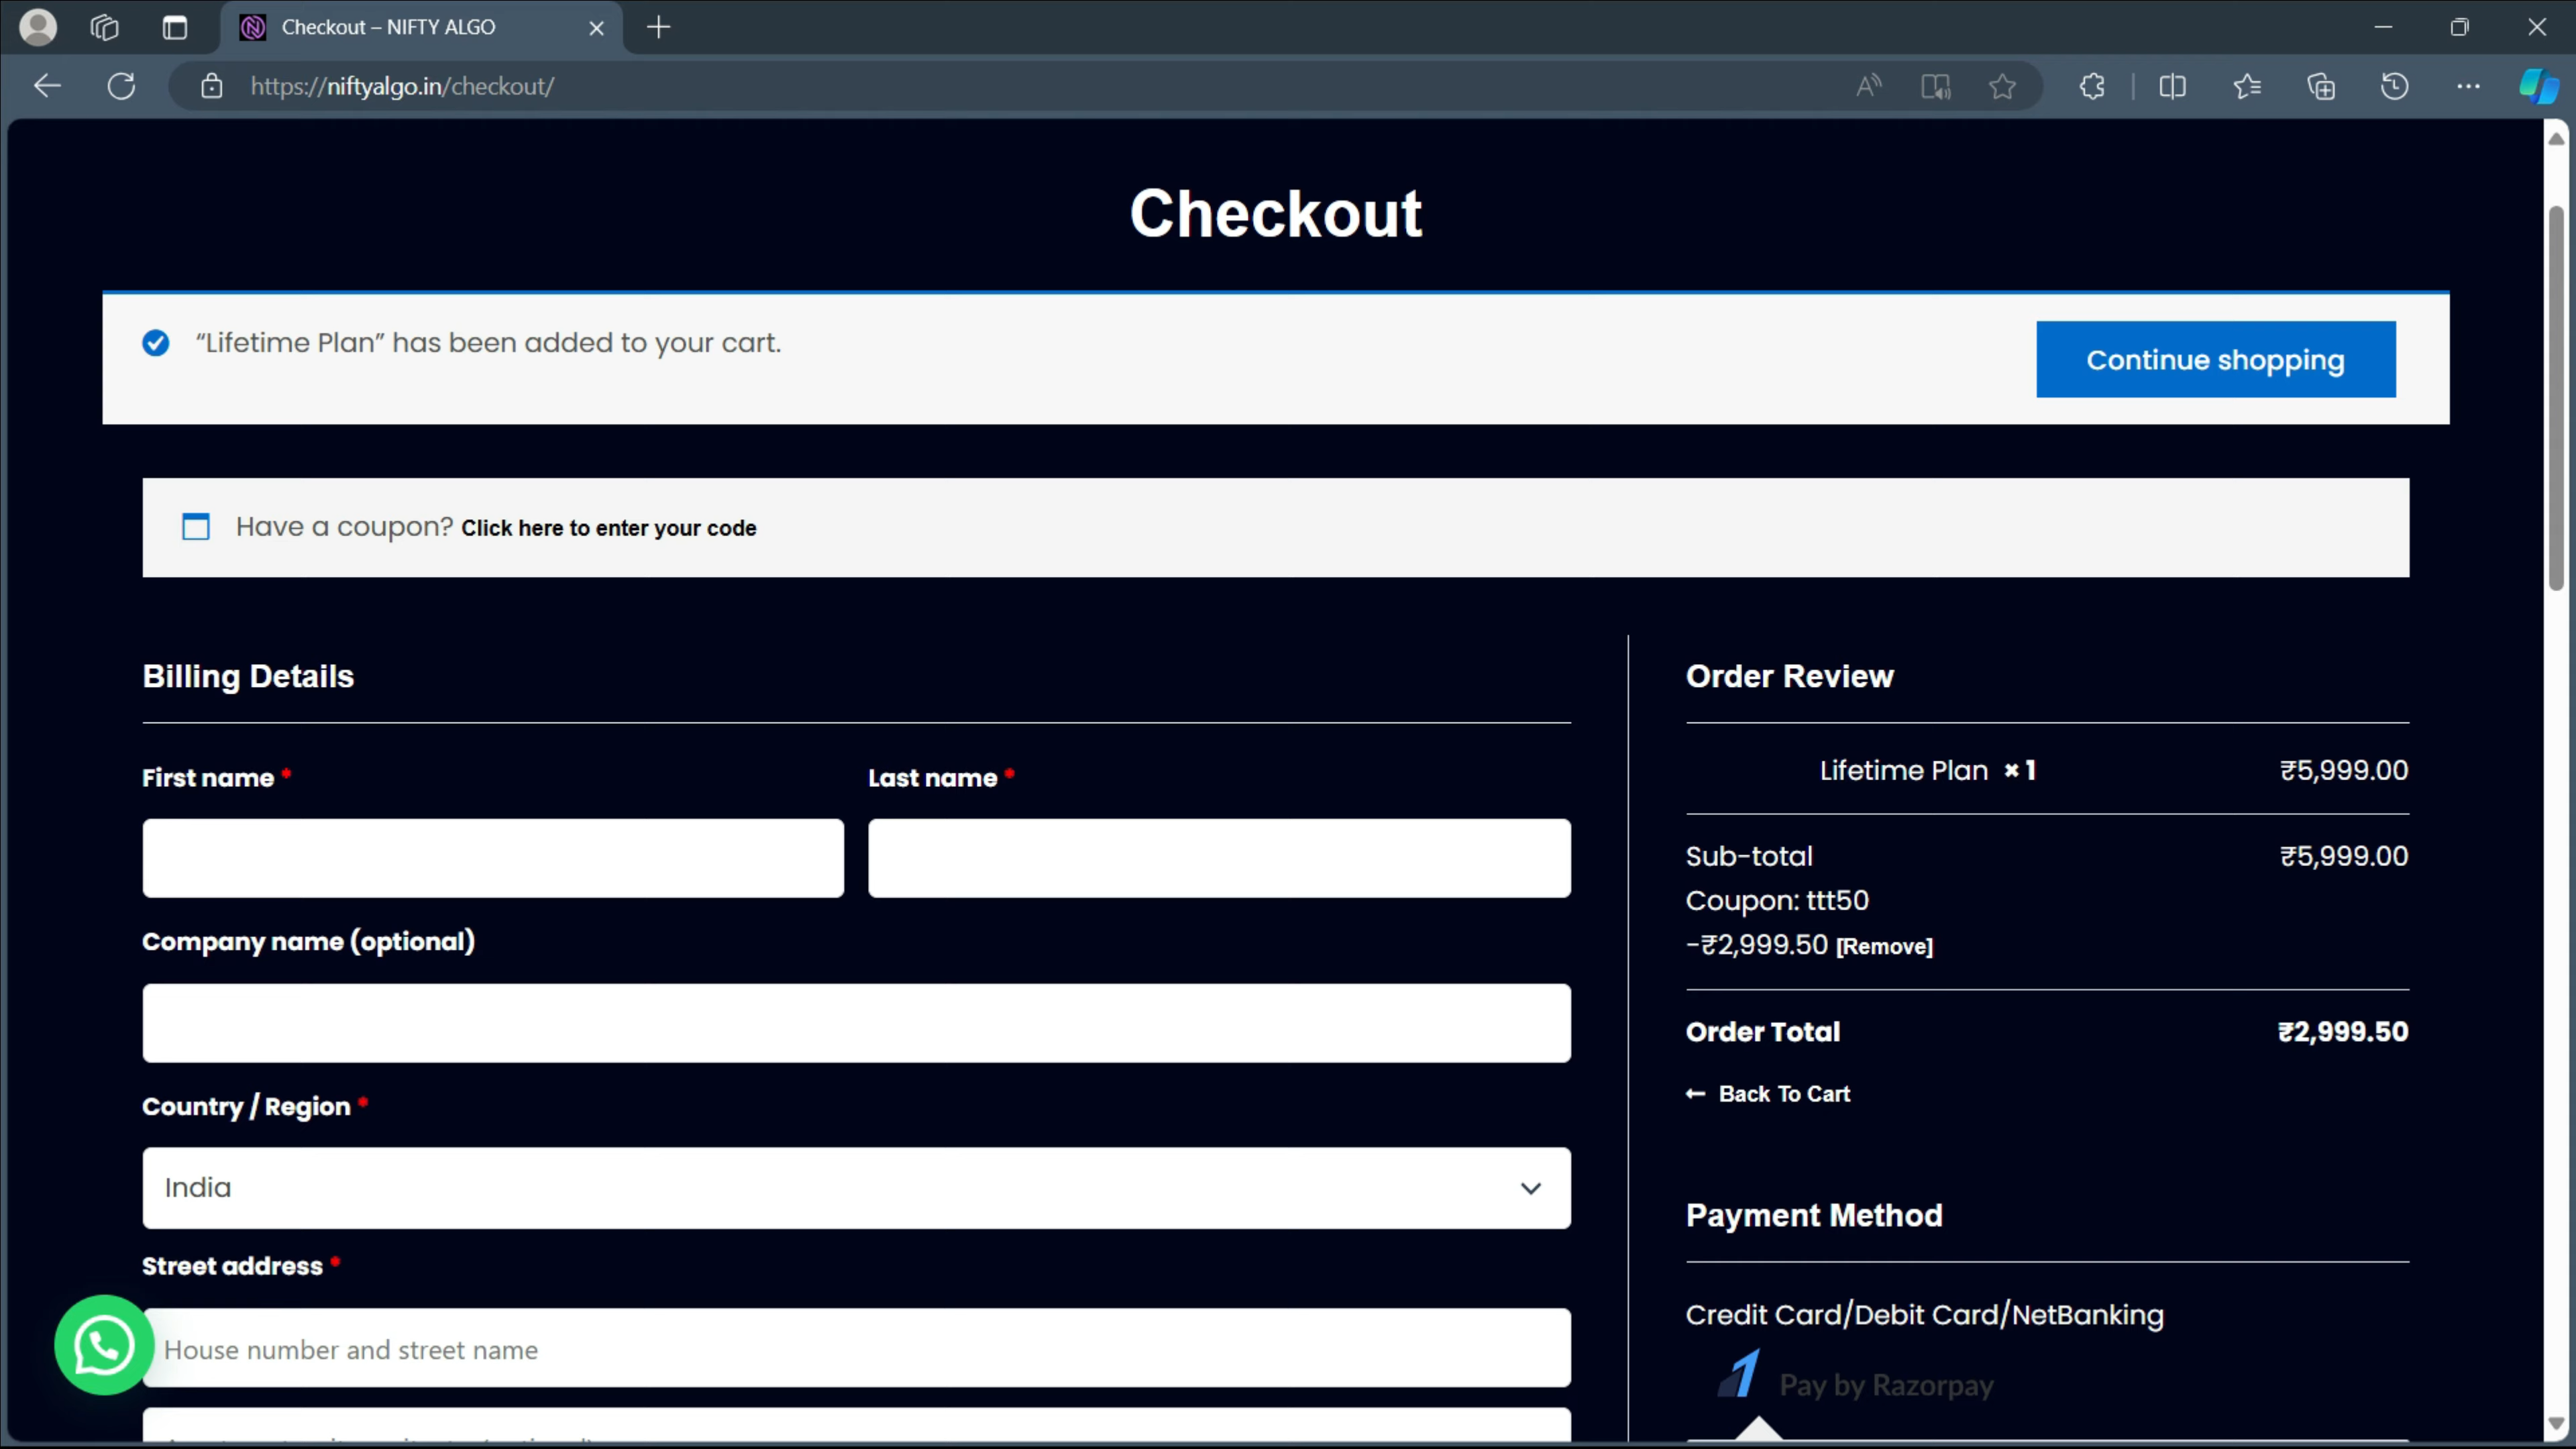 Checkout – NIFTY ALGO
https://niftyalgo.in/checkout/
Checkout
“Lifetime Plan” has been added to your cart.
Continue shopping
Have a coupon? Click here to enter your code
Billing Details
First name *
Last name *
Company name (optional)
Country / Region *
India
Street address *
House number and street name
Order Review
Lifetime Plan × 1
₹5,999.00
Sub-total
₹5,999.00
Coupon: ttt50
-₹2,999.50 [Remove]
Order Total
₹2,999.50
← Back To Cart
Payment Method
Credit Card/Debit Card/NetBanking
Pay by Razorpay